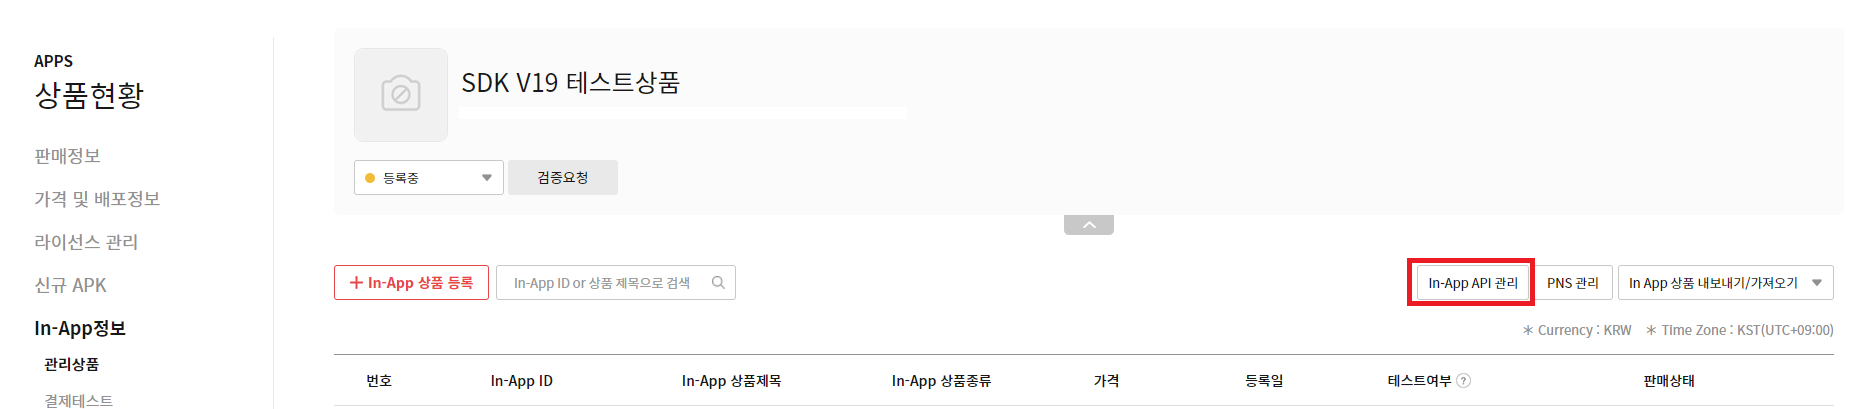 APPS
상품현황
판매정보
가격 및 배포정보
라이선스 관리
신규 APK
In-App정보
관리상품
결제테스트
SDK V19 테스트상품
등록중
검증요청
+ In-App 상품 등록
In-App ID or 상품 제목으로 검색
In-App API 관리
PNS 관리
In App 상품 내보내기/가져오기
* Currency : KRW * Time Zone : KST(UTC+09:00)
번호 In-App ID In-App 상품제목 In-App 상품종류 가격 등록일 테스트여부 ? 판매상태